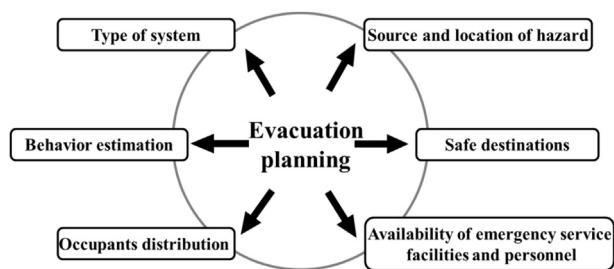 Type of system
Source and location of hazard
Behavior estimation
Evacuation
planning
Safe destinations
Occupants distribution
Availability of emergency service
facilities and personnel